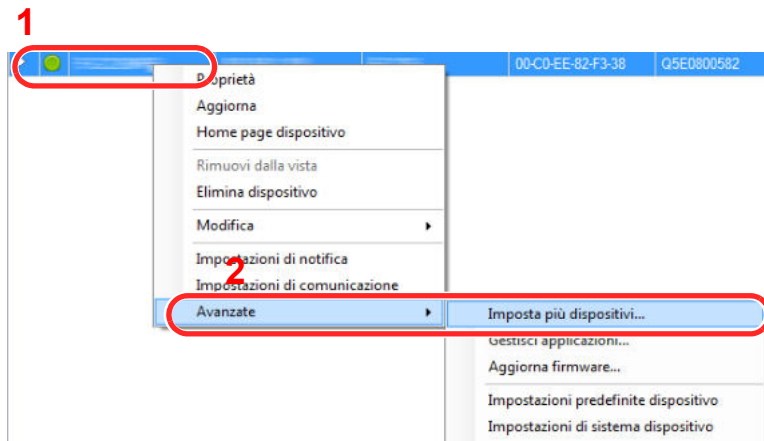 1
00-C0-EE-82-F3-38 Q5E0800582
Proprietà
Aggiorna
Home page dispositivo
Rimuovi dalla vista
Elimina dispositivo
Modifica
Impostazioni di notifica
2
Impostazioni di comunicazione
Avanzate
Imposta più dispositivi...
Gestisci applicazioni...
Aggiorna firmware...
Impostazioni predefinite dispositivo
Impostazioni di sistema dispositivo